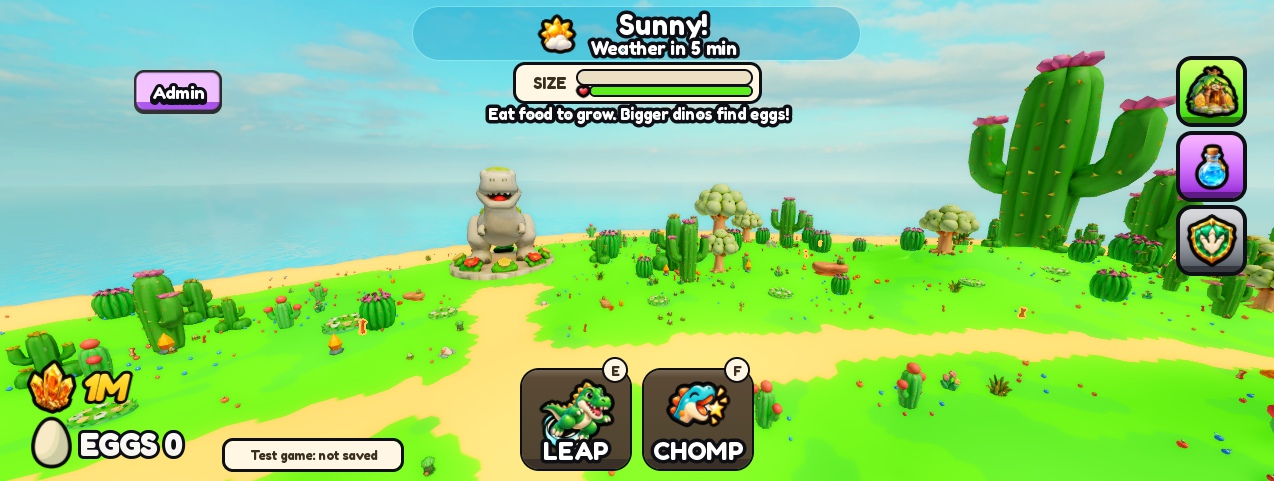 Sunny!
Weather in 5 min
Admin
SIZE
Eat food to grow. Bigger dinos find eggs!
1M
EGGS 0
Test game: not saved
E
LEAP
F
CHOMP